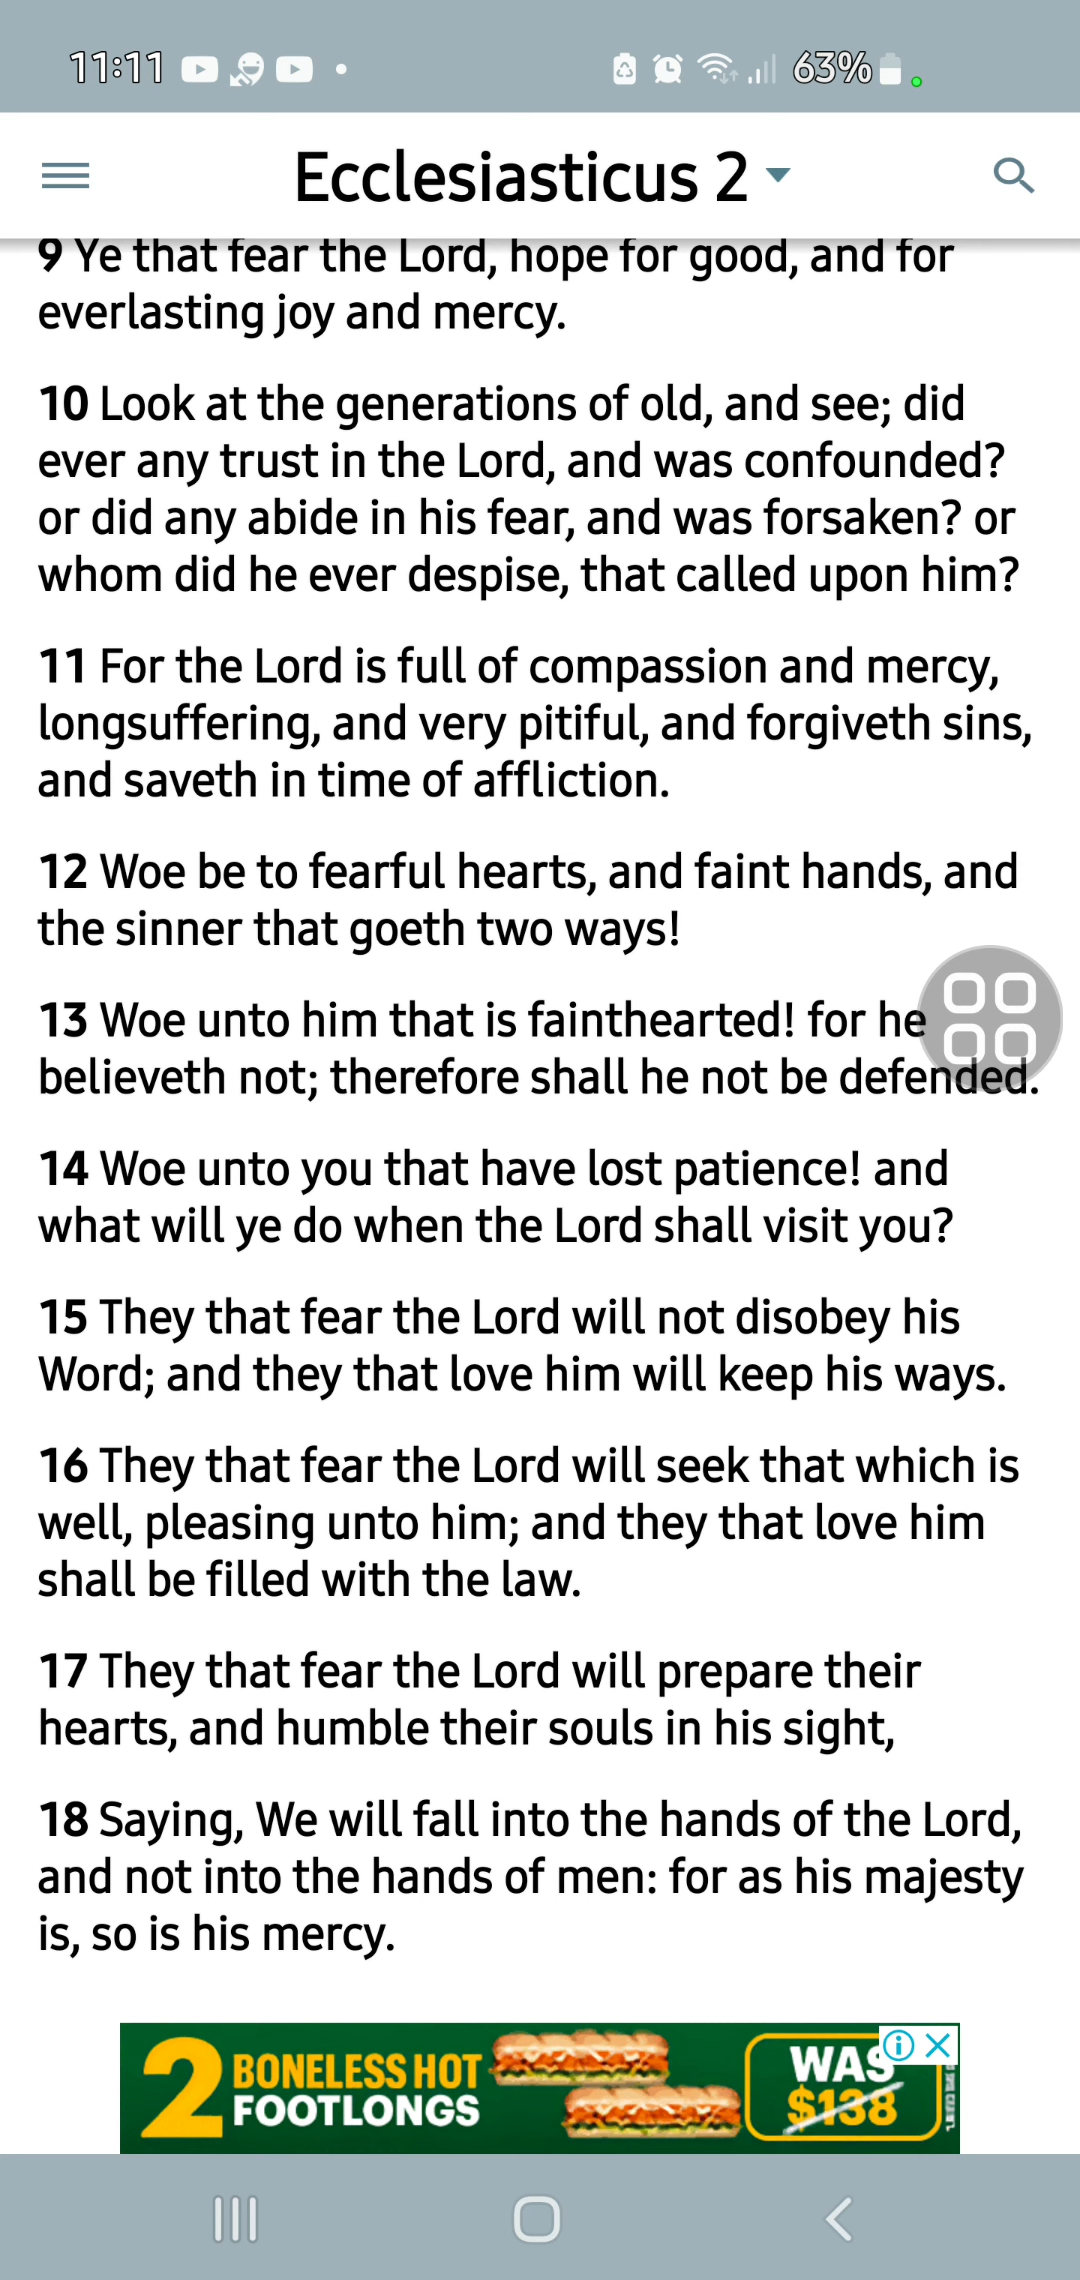 11:11
63%
Ecclesiasticus 2
9 Ye that fear the Lord, hope for good, and for
everlasting joy and mercy.
10 Look at the generations of old, and see; did
ever any trust in the Lord, and was confounded?
or did any abide in his fear, and was forsaken? or
whom did he ever despise, that called upon him?
11 For the Lord is full of compassion and mercy,
longsuffering, and very pitiful, and forgiveth sins,
and saveth in time of affliction.
12 Woe be to fearful hearts, and faint hands, and
the sinner that goeth two ways!
13 Woe unto him that is fainthearted! for he
believeth not; therefore shall he not be defended.
14 Woe unto you that have lost patience! and
what will ye do when the Lord shall visit you?
15 They that fear the Lord will not disobey his
Word; and they that love him will keep his ways.
16 They that fear the Lord will seek that which is
well, pleasing unto him; and they that love him
shall be filled with the law.
17 They that fear the Lord will prepare their
hearts, and humble their souls in his sight,
18 Saying, We will fall into the hands of the Lord,
and not into the hands of men: for as his majesty
is, so is his mercy.
2 BONELESS HOT
FOOTLONGS
WAS
$138